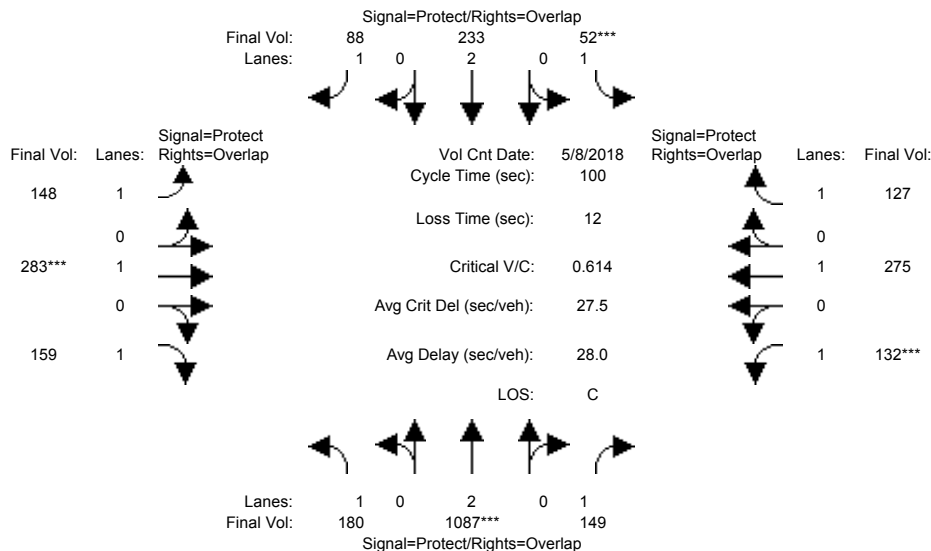 Signal=Protect/Rights=Overlap
Final Vol: 88 233 52***
Lanes: 1 0 2 0 1
Signal=Protect
Final Vol: Lanes: Rights=Overlap
Vol Cnt Date: 5/8/2018
Signal=Protect
Rights=Overlap Lanes: Final Vol:
Cycle Time (sec): 100
148 1
1 127
Loss Time (sec): 12
0
0
283*** 1
Critical V/C: 0.614
1 275
0
Avg Crit Del (sec/veh): 27.5
0
159 1
Avg Delay (sec/veh): 28.0
1 132***
LOS: C
Lanes: 1 0 2 0 1
Final Vol: 180 1087*** 149
Signal=Protect/Rights=Overlap